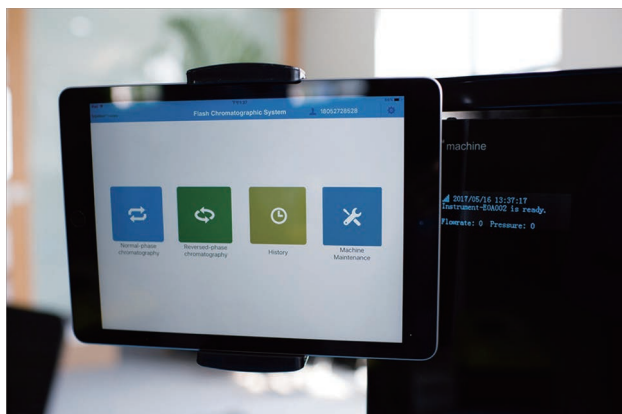 Flash Chromatographic System
18052729528
Normal-phase
chromatography
Reversed-phase
chromatography
History
Machine
Maintenance
machine
2017/05/16 13:37:17
Instrument-E0A002 is ready.
Flowrate: 0 Pressure: 0